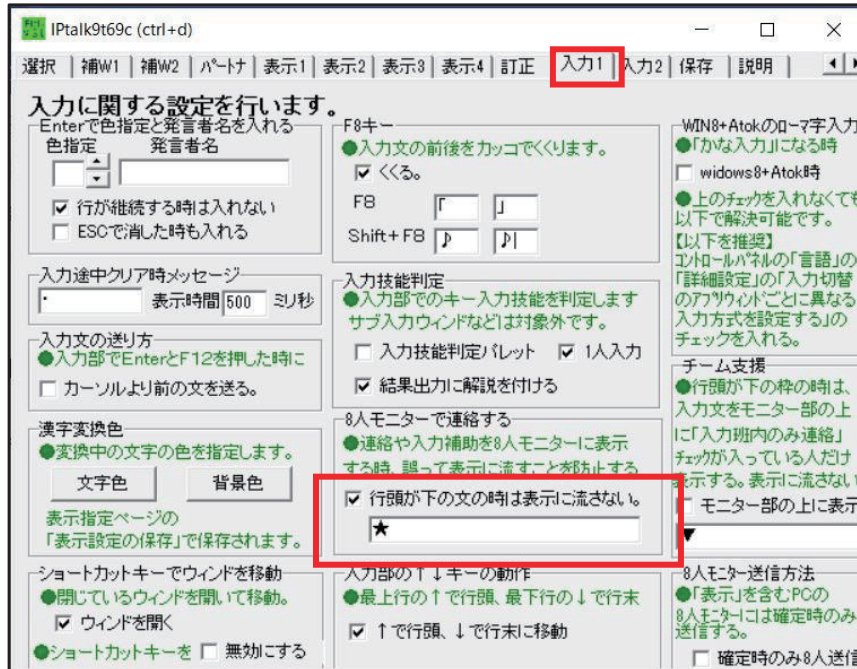 IPtalk9t69c (ctrl+d)
選択 補W1 補W2 パートナ 表示1 表示2 表示3 表示4 訂正 入力1 入力2 保存 説明
入力に関する設定を行います。
Enterで色指定と発言者名を入れる
色指定 発言者名
行が継続する時は入れない
ESCで消した時も入れる
入力途中クリア時メッセージ
・ 表示時間 500 ミリ秒
入力文の送り方
●入力部でEnterとF12を押した時に
カーソルより前の文を送る。
漢字変換色
●変換中の文字の色を指定します。
文字色 背景色
表示指定ページの
「表示設定の保存」で保存されます。
ショートカットキーでウィンドを移動
●閉じているウィンドを開いて移動。
ウィンドを開く
●ショートカットキーを 無効にする
F8キー
●入力文の前後をカッコでくくります。
くくる。
F8 「 」
Shift+F8 ♪ ♪|
入力技能判定
●入力部でのキー入力技能を判定します
サブ入力ウィンドなどは対象外です。
入力技能判定パレット 1人入力
結果出力に解説を付ける
8人モニターで連絡する
●連絡や入力補助を8人モニターに表示
する時、誤って表示に流すことを防止する
行頭が下の文の時は表示に流さない。
★
入力部の↑↓キーの動作
●最上行の↑で行頭、最下行の↓で行末
↑で行頭、↓で行末に移動
WIN8+Atokのローマ字入力
●「かな入力」になる時
widows8+Atok時
●上のチェックを入れなくても
以下で解決可能です。
【以下を推奨】
コントロールパネルの「言語」の
「詳細設定」の「入力切替
のアプリウィンドごとに異なる
入力方式を設定する」の
チェックを入れる。
チーム支援
●行頭が下の枠の時は、
入力文をモニター部の上
に「入力班内のみ連絡」
チェックが入っている人だけ
表示する。表示に流さない
モニター部の上に表示
▼
8人モニター送信方法
●「表示」を含むPCの
8人モニターには確定時のみ
送信する。
確定時のみ8人送信